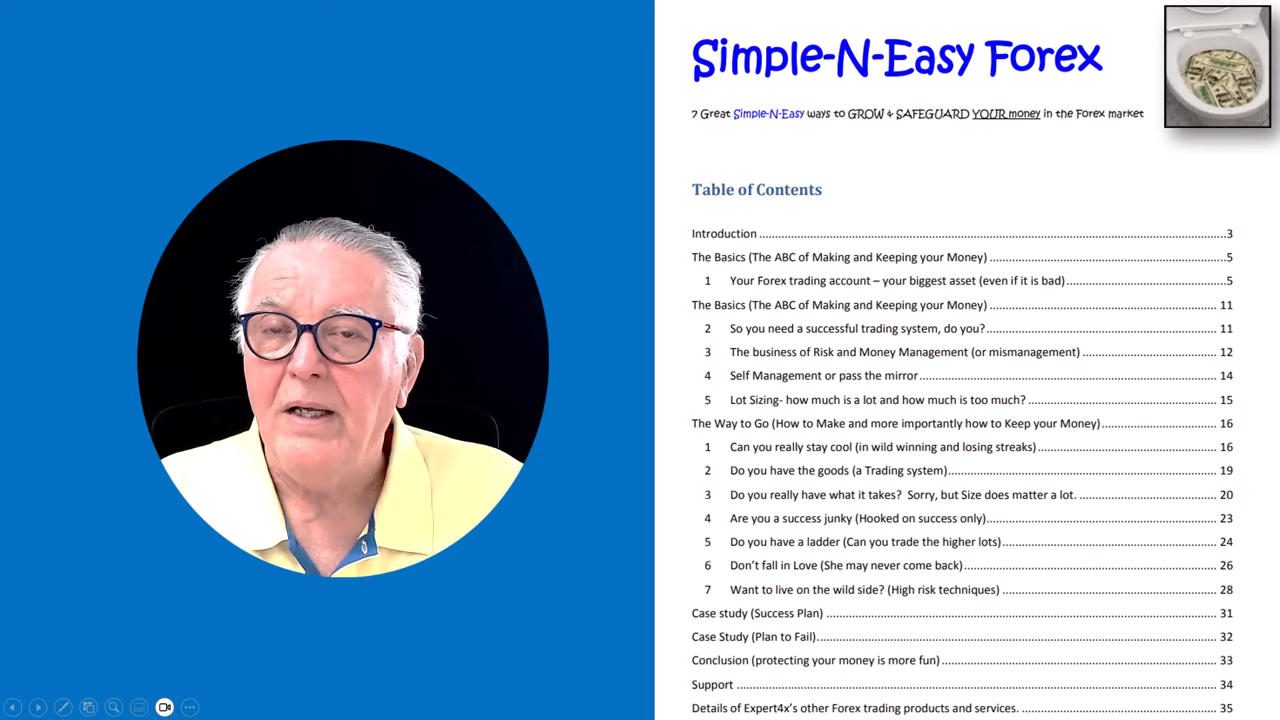 Simple-N-Easy Forex
7 Great Simple-N-Easy ways to GROW & SAFEGUARD YOUR money in the Forex market
Table of Contents
Introduction ........ 3
The Basics (The ABC of Making and Keeping your Money) ........ 5
1 Your Forex trading account – your biggest asset (even if it is bad) ........ 5
The Basics (The ABC of Making and Keeping your Money) ........ 11
2 So you need a successful trading system, do you? ........ 11
3 The business of Risk and Money Management (or mismanagement) ........ 12
4 Self Management or pass the mirror ........ 14
5 Lot Sizing- how much is a lot and how much is too much? ........ 15
The Way to Go (How to Make and more importantly how to Keep your Money) ........ 16
1 Can you really stay cool (in wild winning and losing streaks) ........ 16
2 Do you have the goods (a Trading system) ........ 19
3 Do you really have what it takes? Sorry, but Size does matter a lot. ........ 20
4 Are you a success junky (Hooked on success only) ........ 23
5 Do you have a ladder (Can you trade the higher lots) ........ 24
6 Don't fall in Love (She may never come back) ........ 26
7 Want to live on the wild side? (High risk techniques) ........ 28
Case study (Success Plan) ........ 31
Case Study (Plan to Fail) ........ 32
Conclusion (protecting your money is more fun) ........ 33
Support ........ 34
Details of Expert4x's other Forex trading products and services. ........ 35